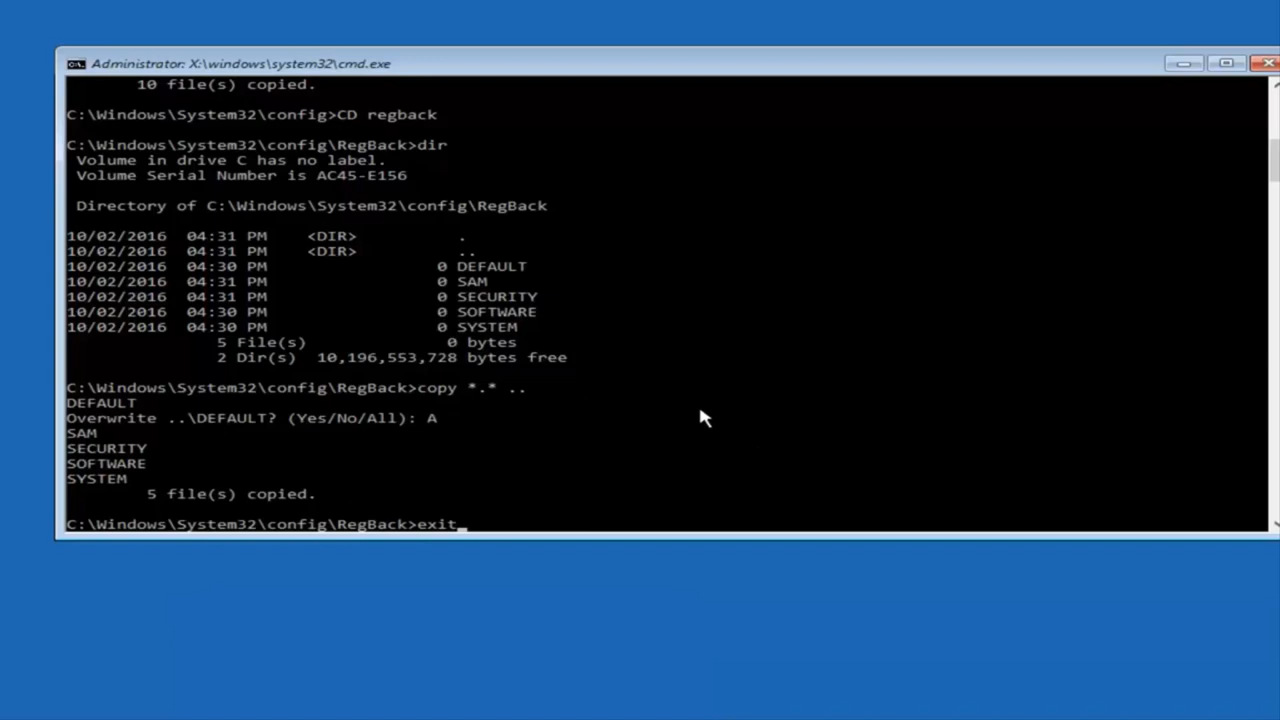 Administrator: X:\windows\system32\cmd.exe
10 file(s) copied.
C:\Windows\System32\config>CD regback
C:\Windows\System32\config\RegBack>dir
Volume in drive C has no label.
Volume Serial Number is AC45-E156
Directory of C:\Windows\System32\config\RegBack
10/02/2016 04:31 PM <DIR> .
10/02/2016 04:31 PM <DIR> ..
10/02/2016 04:30 PM 0 DEFAULT
10/02/2016 04:31 PM 0 SAM
10/02/2016 04:31 PM 0 SECURITY
10/02/2016 04:30 PM 0 SOFTWARE
10/02/2016 04:30 PM 0 SYSTEM
5 File(s) 0 bytes
2 Dir(s) 10,196,553,728 bytes free
C:\Windows\System32\config\RegBack>copy *.* ..
DEFAULT
Overwrite ..\DEFAULT? (Yes/No/All): A
SAM
SECURITY
SOFTWARE
SYSTEM
5 file(s) copied.
C:\Windows\System32\config\RegBack>exit_